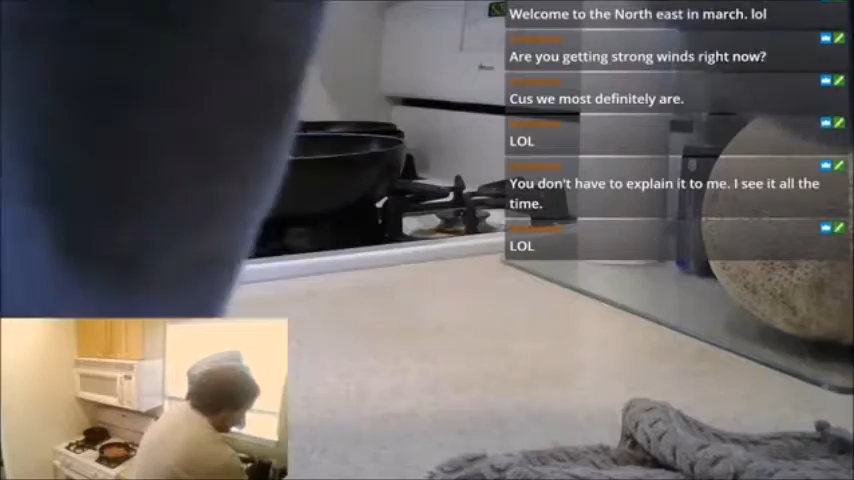 Welcome to the North east in march. lol
Are you getting strong winds right now?
Cus we most definitely are.
LOL
You don't have to explain it to me. I see it all the
time.
LOL